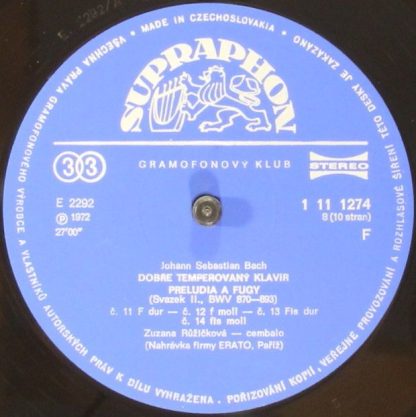 MADE IN CZECHOSLOVAKIA • VŠECHNA PRÁVA GRAMOFONOVÉHO VÝROBCE A VLASTNÍKŮ AUTORSKÝCH PRÁV K DÍLU VYHRAŽENA. POŘIZOVÁNÍ KOPIÍ, VEŘEJNÉ PROVOZOVÁNÍ A ROZHLASOVÉ ŠÍŘENÍ TÉTO DESKY JE ZAKÁZÁNO
SUPRAPHON
33 GRAMOFONOVÝ KLUB STEREO
E 2292 1 11 1274
Ⓟ 1972 S (10 stran)
27'00" F
Johann Sebastian Bach
DOBŘE TEMPEROVANÝ KLAVÍR
PRELUDIA A FUGY
(Svazek II., BWV 870—893)
č. 11 F dur — č. 12 f moll — č. 13 Fis dur
č. 14 fis moll
Zuzana Růžičková — cembalo
(Nahrávka firmy ERATO, Paříž)